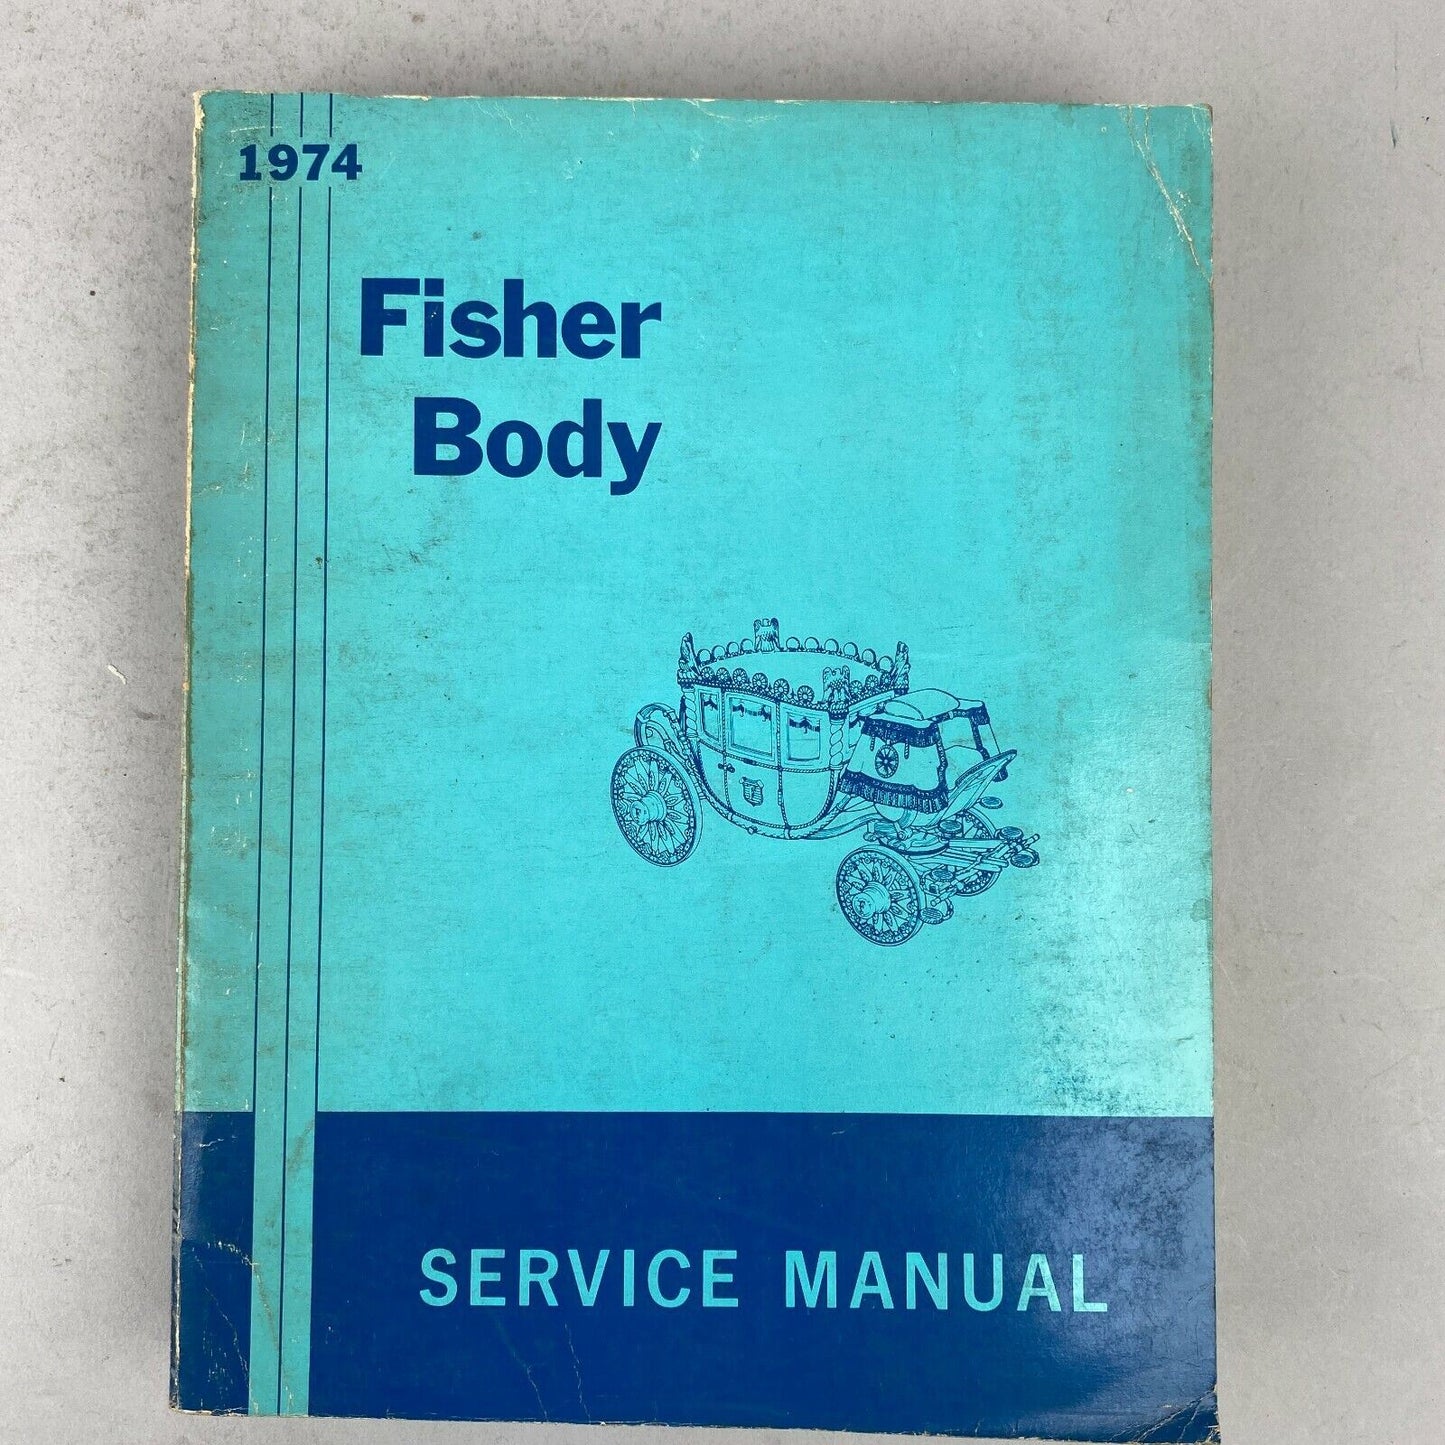 1974
Fisher
Body
SERVICE MANUAL